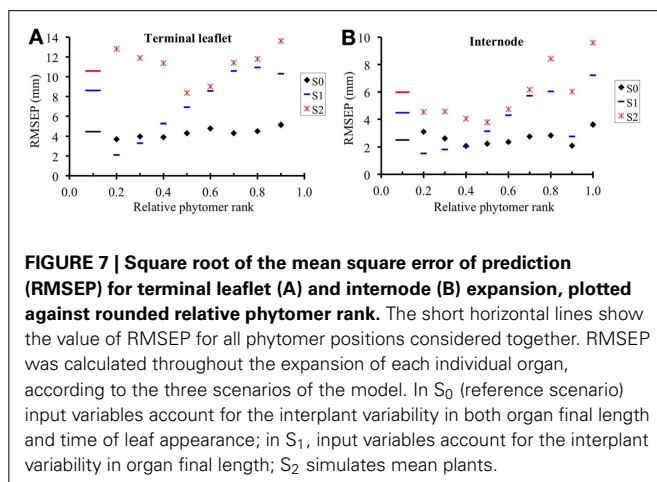 A
Terminal leaflet
14
12
10
8
6
4
2
0
RMSEP (mm)
0.0 0.2 0.4 0.6 0.8 1.0
Relative phytomer rank
S0
S1
S2
B
Internode
10
8
6
4
2
0
RMSEP (mm)
0.0 0.2 0.4 0.6 0.8 1.0
Relative phytomer rank
S0
S1
S2
FIGURE 7 | Square root of the mean square error of prediction
(RMSEP) for terminal leaflet (A) and internode (B) expansion, plotted
against rounded relative phytomer rank. The short horizontal lines show
the value of RMSEP for all phytomer positions considered together. RMSEP
was calculated throughout the expansion of each individual organ,
according to the three scenarios of the model. In S0 (reference scenario)
input variables account for the interplant variability in both organ final length
and time of leaf appearance; in S1, input variables account for the interplant
variability in organ final length; S2 simulates mean plants.